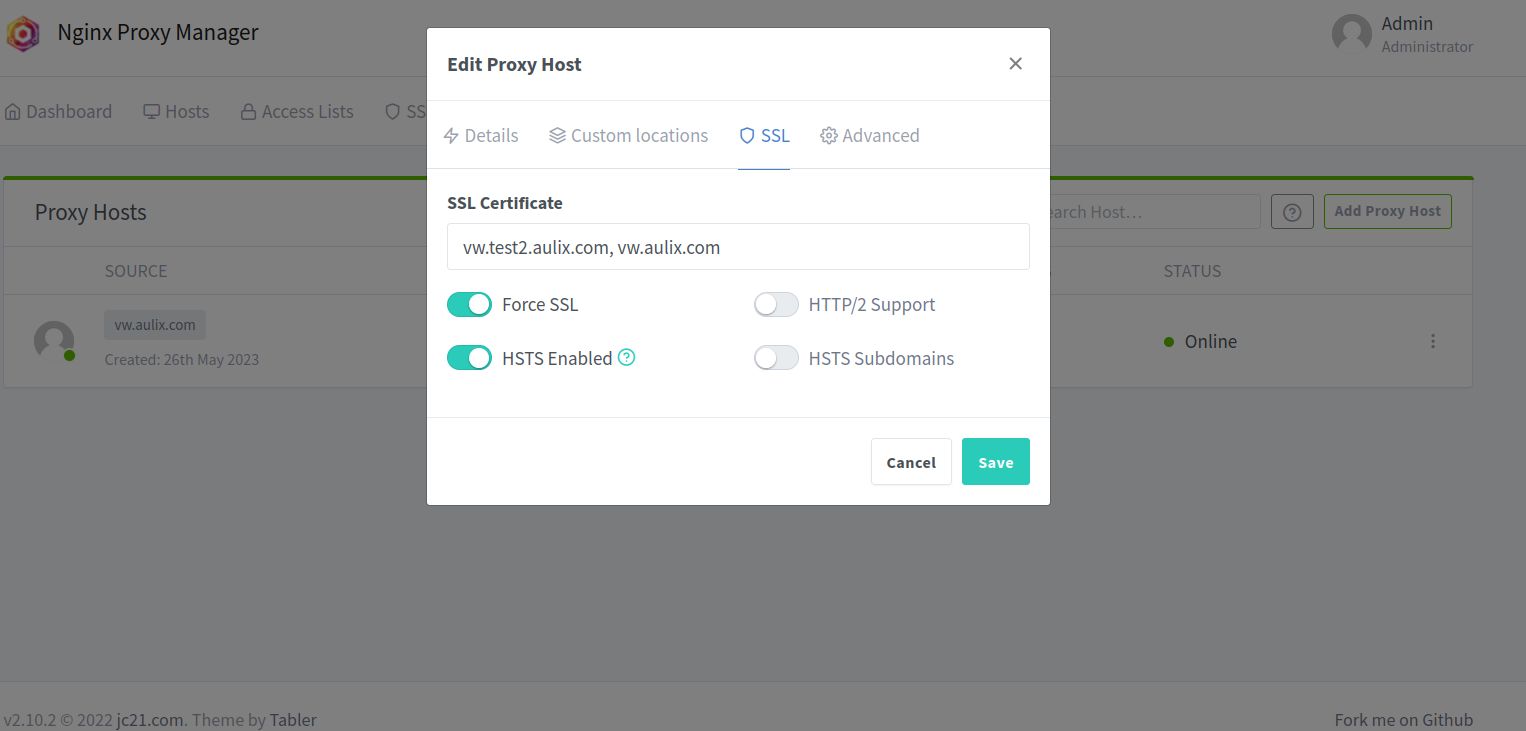 Nginx Proxy Manager
Admin
Administrator
Dashboard Hosts Access Lists SS
Edit Proxy Host
Details Custom locations SSL Advanced
SSL Certificate
vw.test2.aulix.com, vw.aulix.com
Force SSL HTTP/2 Support
HSTS Enabled HSTS Subdomains
Cancel Save
Proxy Hosts
earch Host… Add Proxy Host
SOURCE STATUS
vw.aulix.com
Created: 26th May 2023
Online
v2.10.2 © 2022 jc21.com. Theme by Tabler Fork me on Github